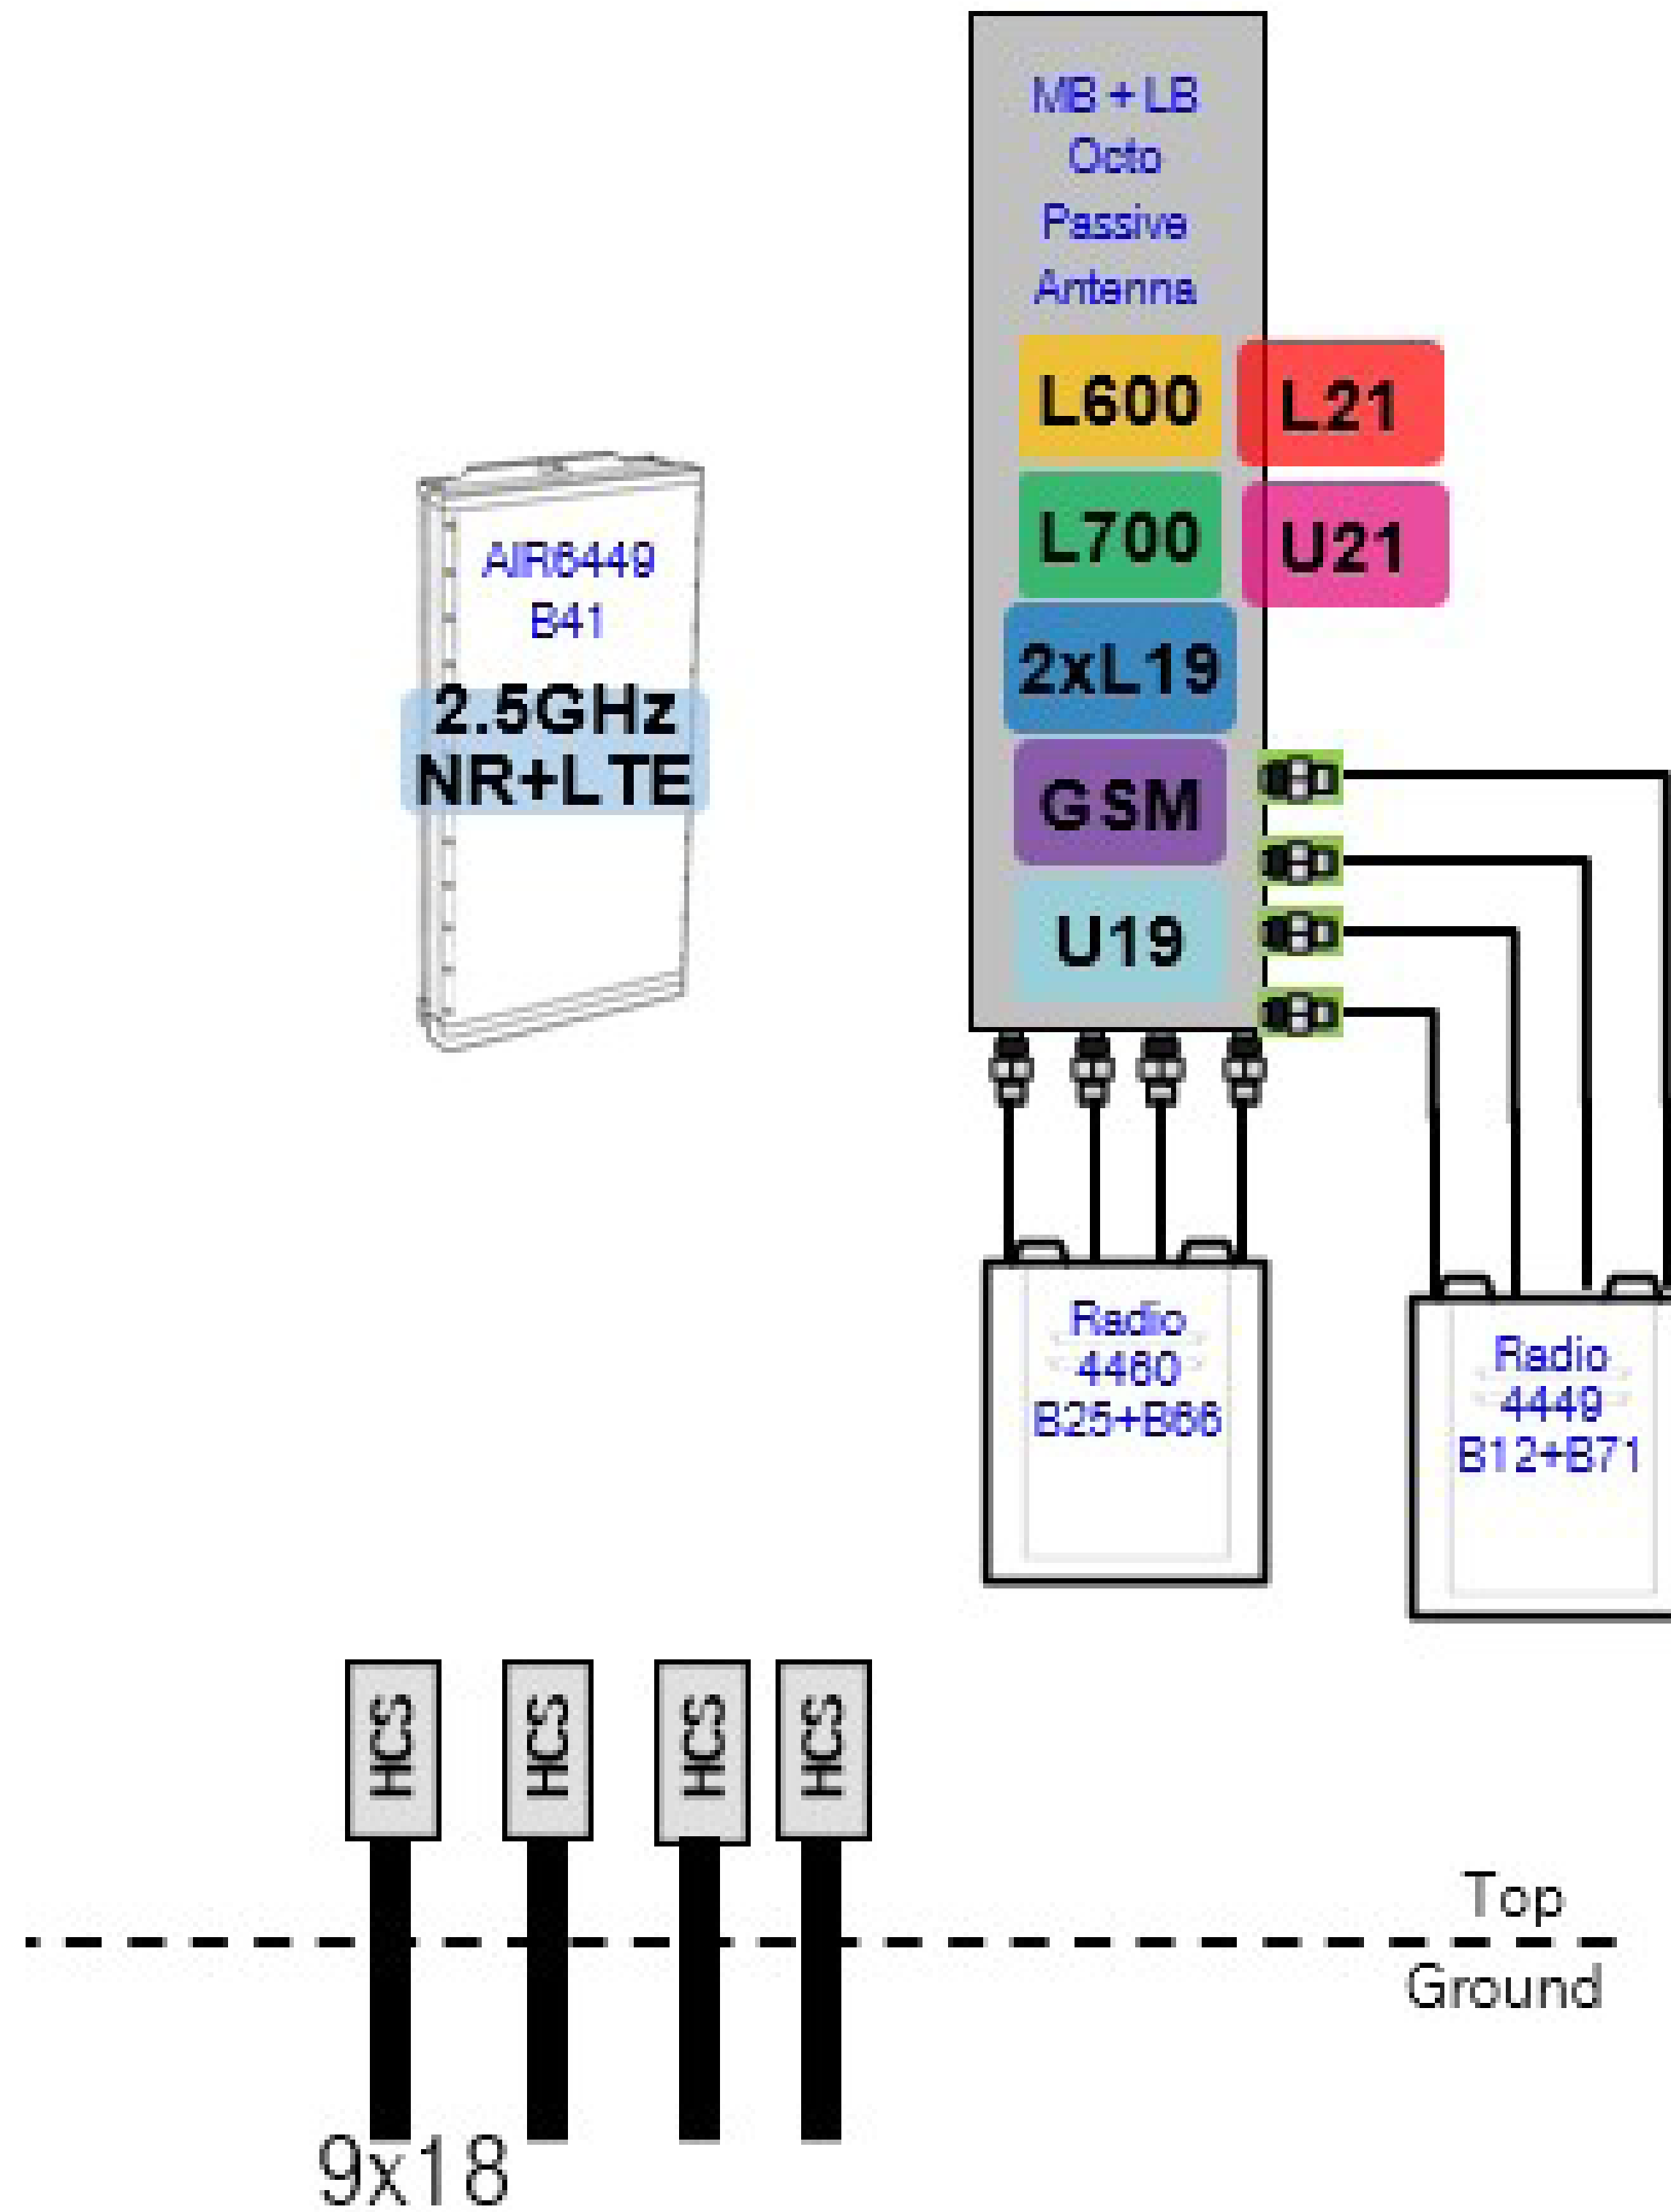 MB + LB
Octo
Passive
Antenna
L600
L21
L700
U21
2xL19
GSM
U19
AIR6449
B41
2.5GHz
NR+LTE
Radio
4460
B25+B66
Radio
4449
B12+B71
HCS
HCS
HCS
HCS
Top
Ground
9x18